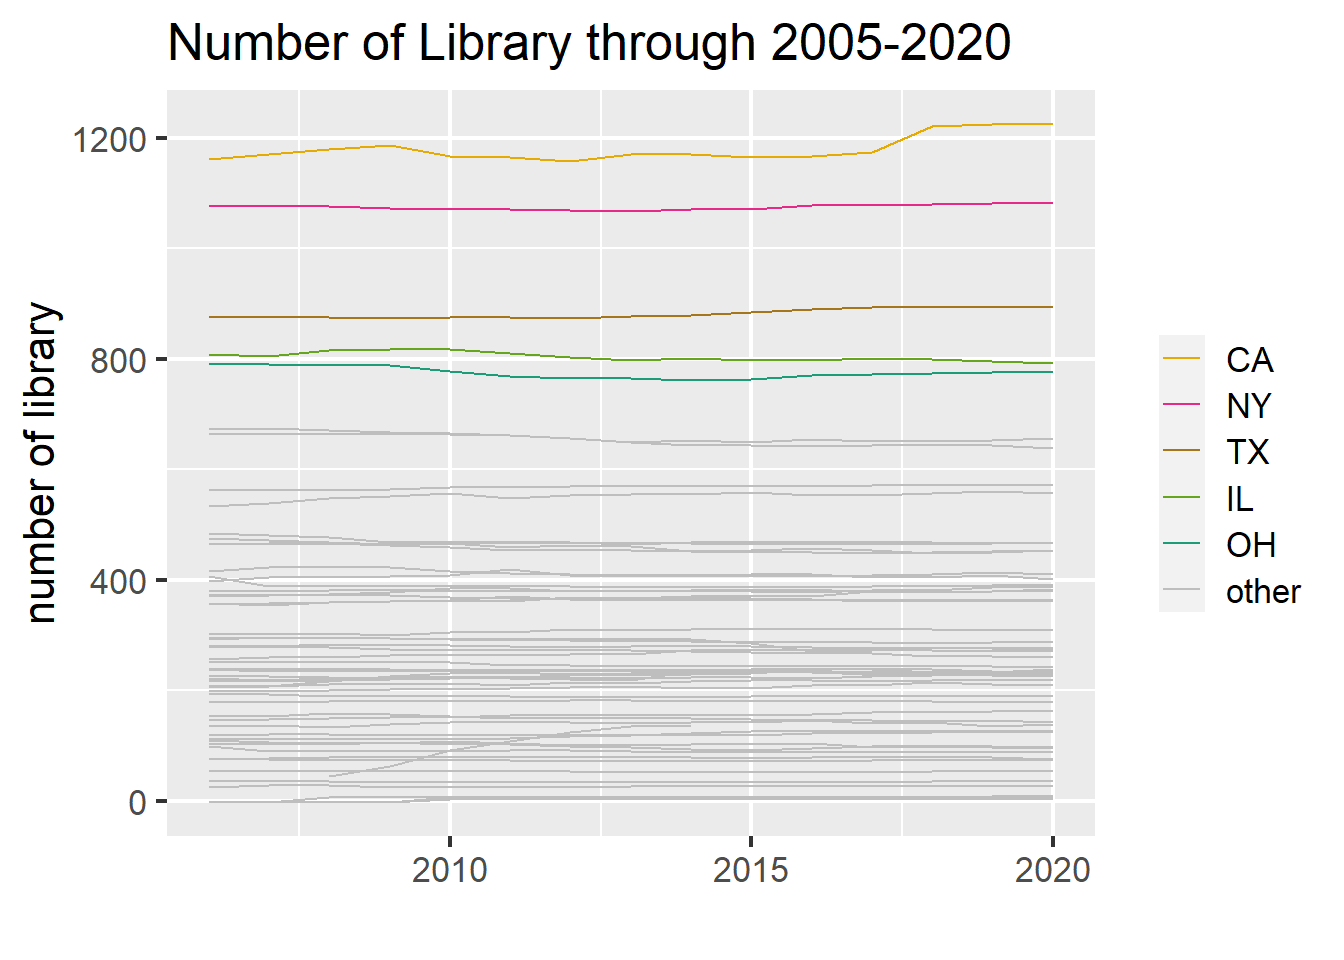 Number of Library through 2005-2020
number of library
1200
800
400
0
2010
2015
2020
CA
NY
TX
IL
OH
other